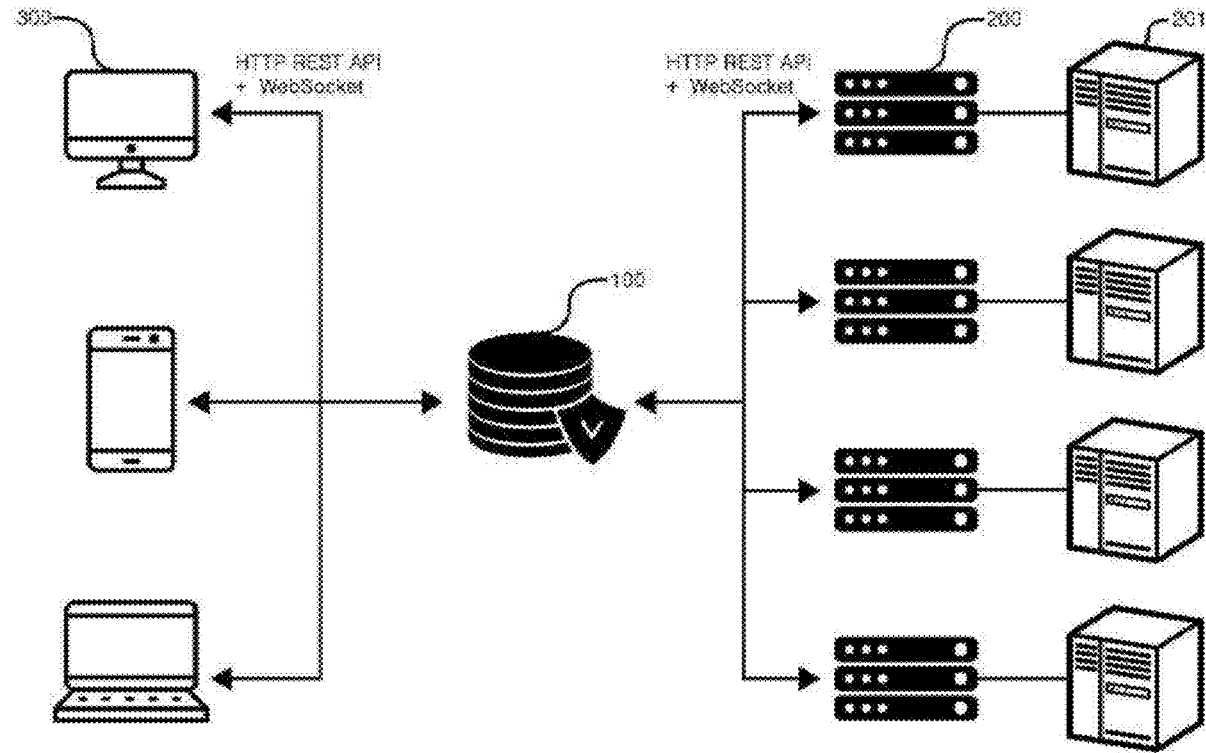 300
HTTP REST API
+ WebSocket
HTTP REST API
+ WebSocket
200
201
100